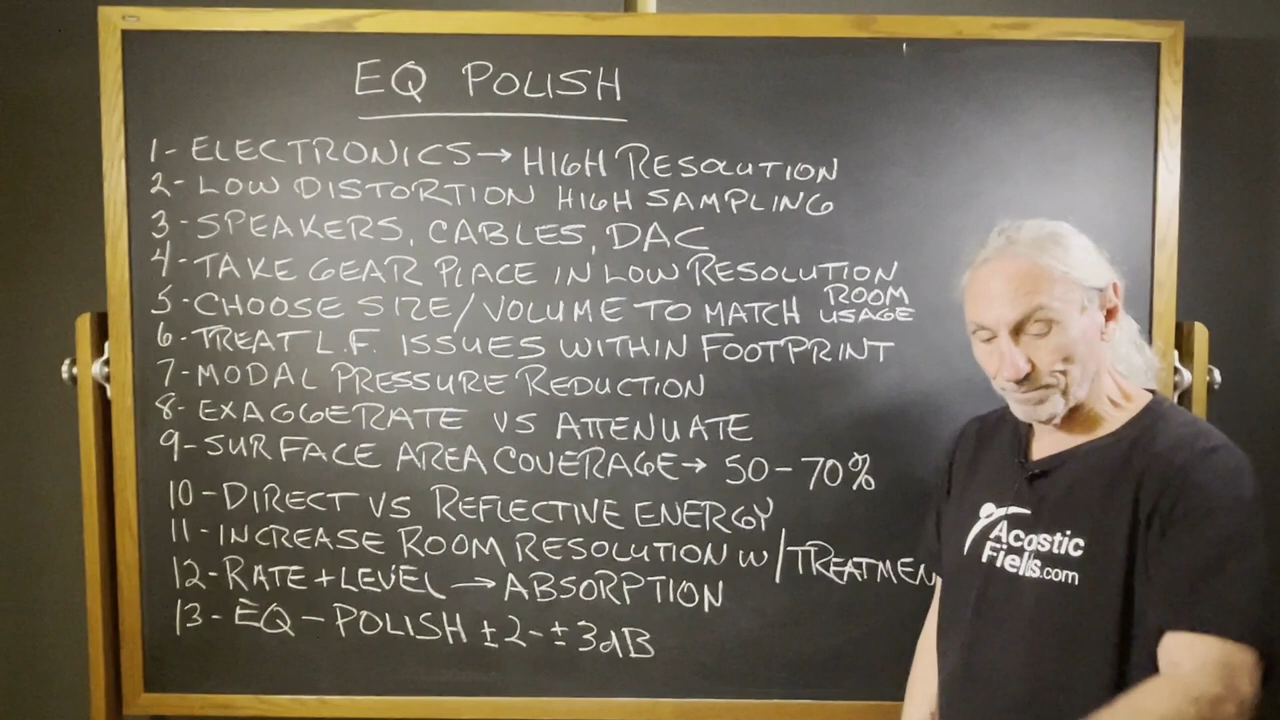 EQ POLISH
1- ELECTRONICS → HIGH RESOLUTION
2- LOW DISTORTION HIGH SAMPLING
3- SPEAKERS, CABLES, DAC
4- TAKE GEAR PLACE IN LOW RESOLUTION
5- CHOOSE SIZE/VOLUME TO MATCH ROOM USAGE
6- TREAT L.F. ISSUES WITHIN FOOTPRINT
7- MODAL PRESSURE REDUCTION
8- EXAGGERATE VS ATTENUATE
9- SURFACE AREA COVERAGE → 50-70%
10- DIRECT VS REFLECTIVE ENERGY
11- INCREASE ROOM RESOLUTION W/TREATMEN
12- RATE + LEVEL → ABSORPTION
13- EQ - POLISH ±2-±3dB
Acostic
Fields.com